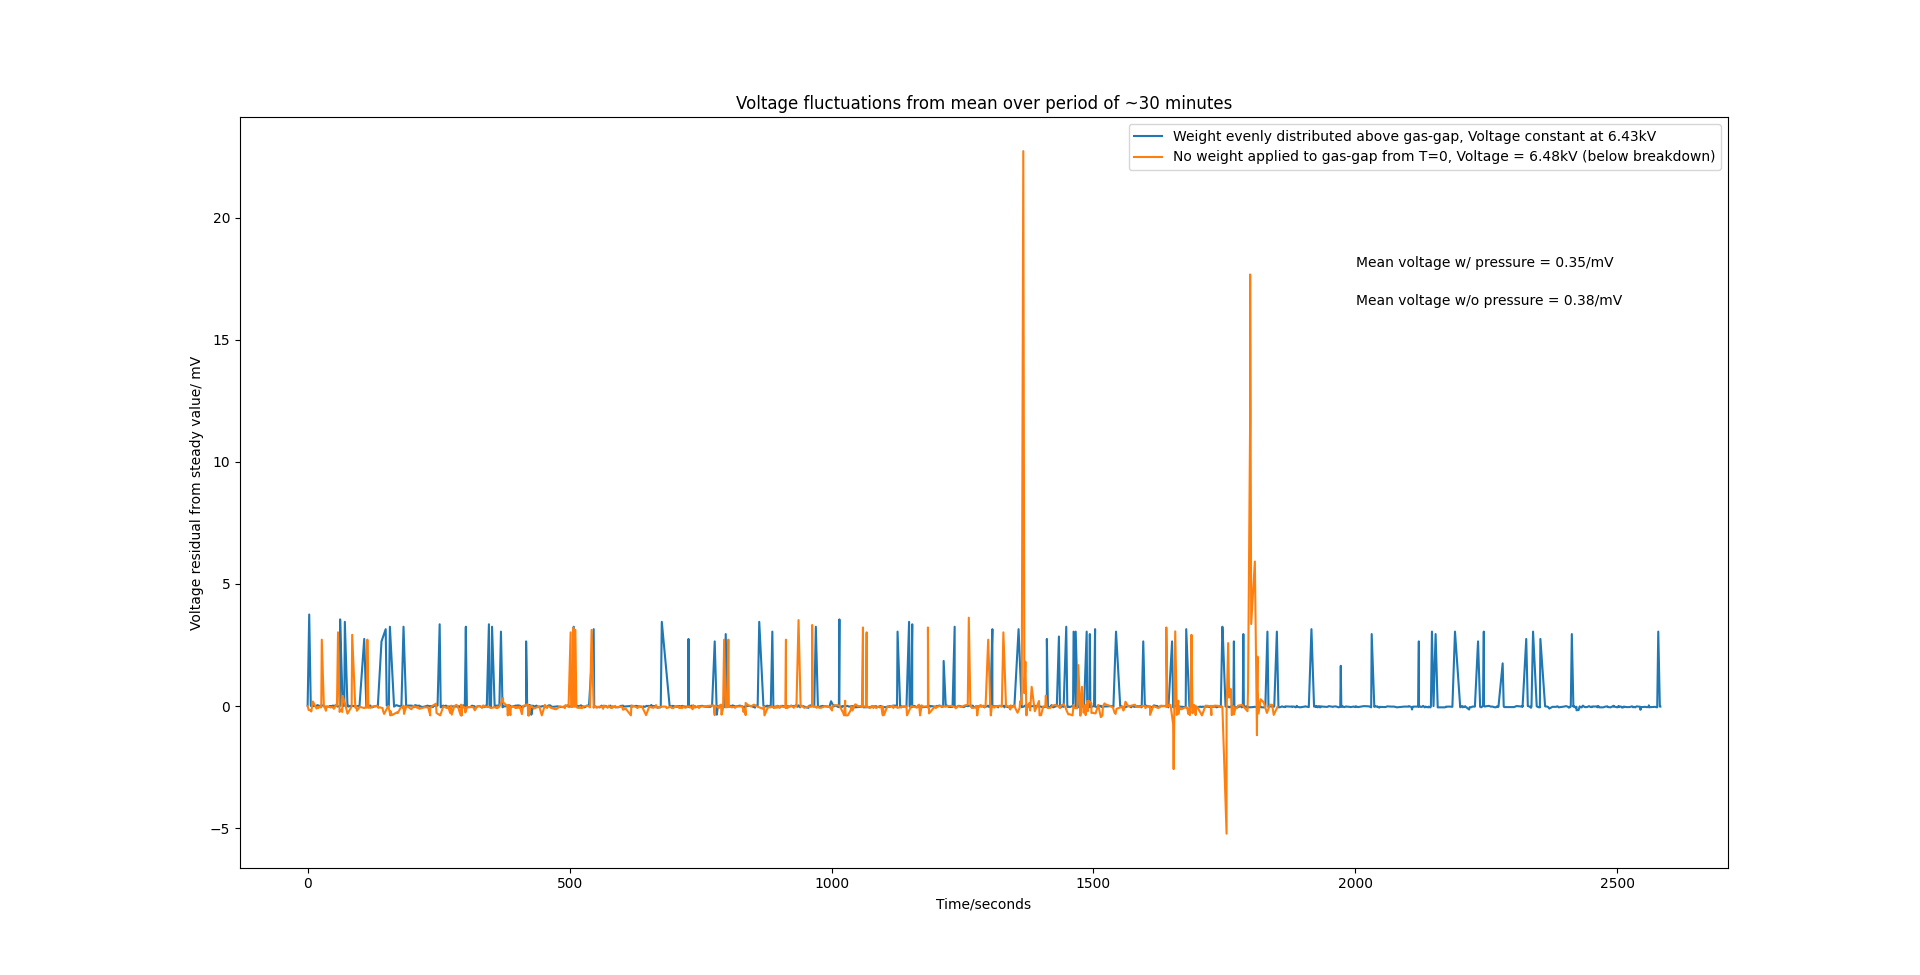 Voltage fluctuations from mean over period of ~30 minutes
Weight evenly distributed above gas-gap, Voltage constant at 6.43kV
No weight applied to gas-gap from T=0, Voltage = 6.48kV (below breakdown)
Mean voltage w/ pressure = 0.35/mV
Mean voltage w/o pressure = 0.38/mV
Voltage residual from steady value/ mV
20
15
10
5
0
−5
0 500 1000 1500 2000 2500
Time/seconds